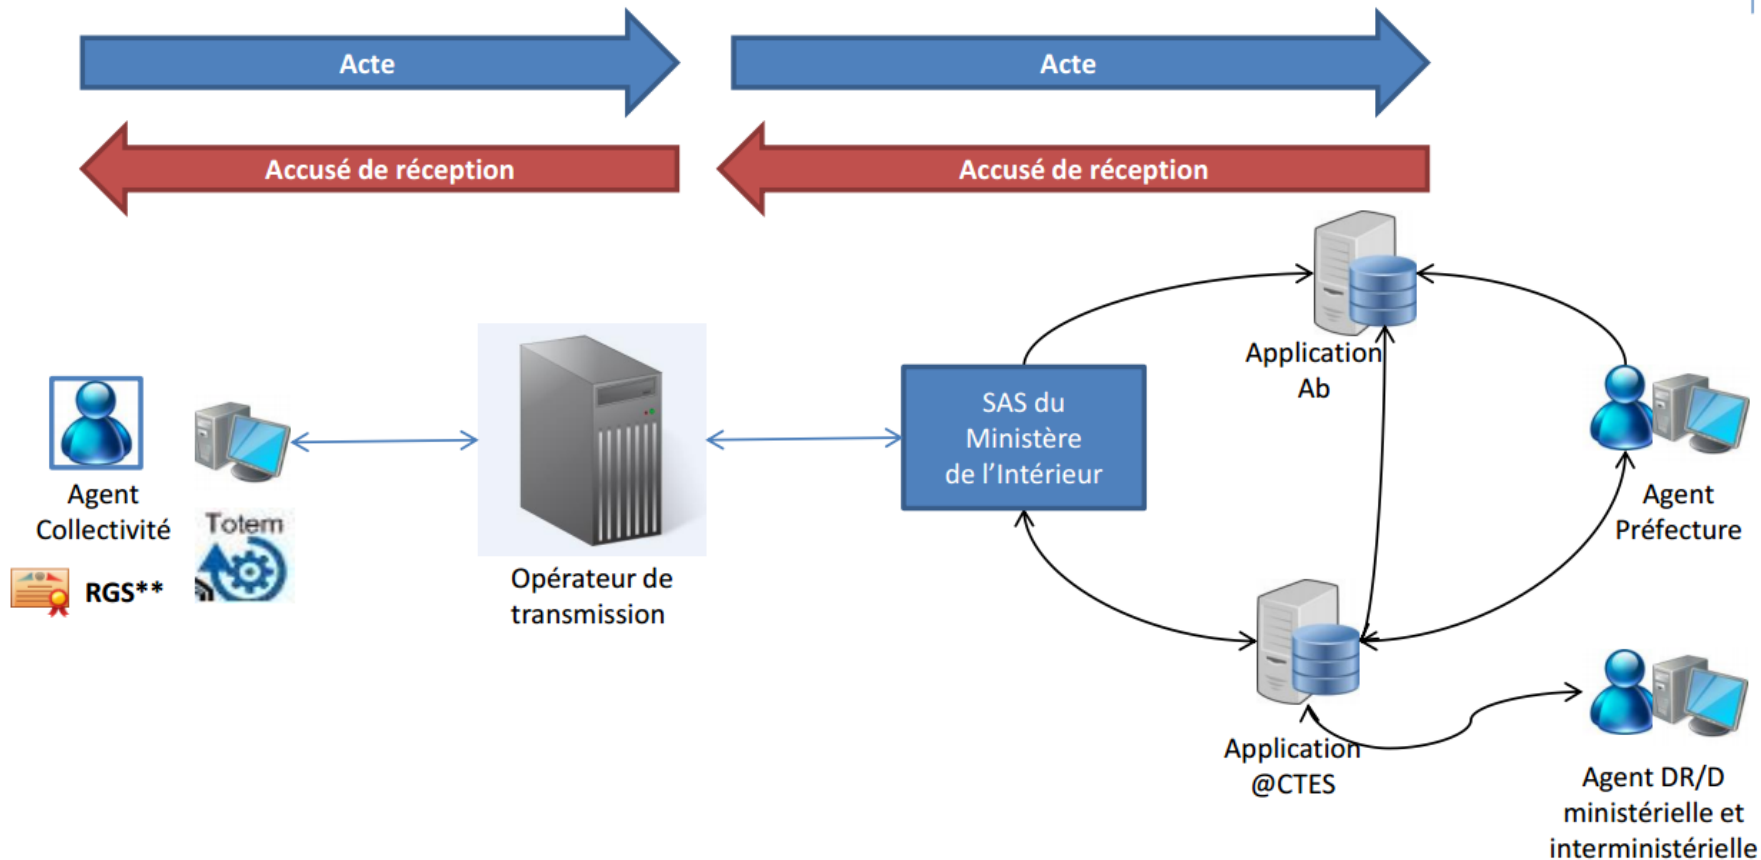 Acte
Acte
Accusé de réception
Accusé de réception
Application
Ab
SAS du
Ministère
de l’Intérieur
Agent
Collectivité
Totem
RGS**
Opérateur de
transmission
Agent
Préfecture
Application
@CTES
Agent DR/D
ministérielle et
interministérielle